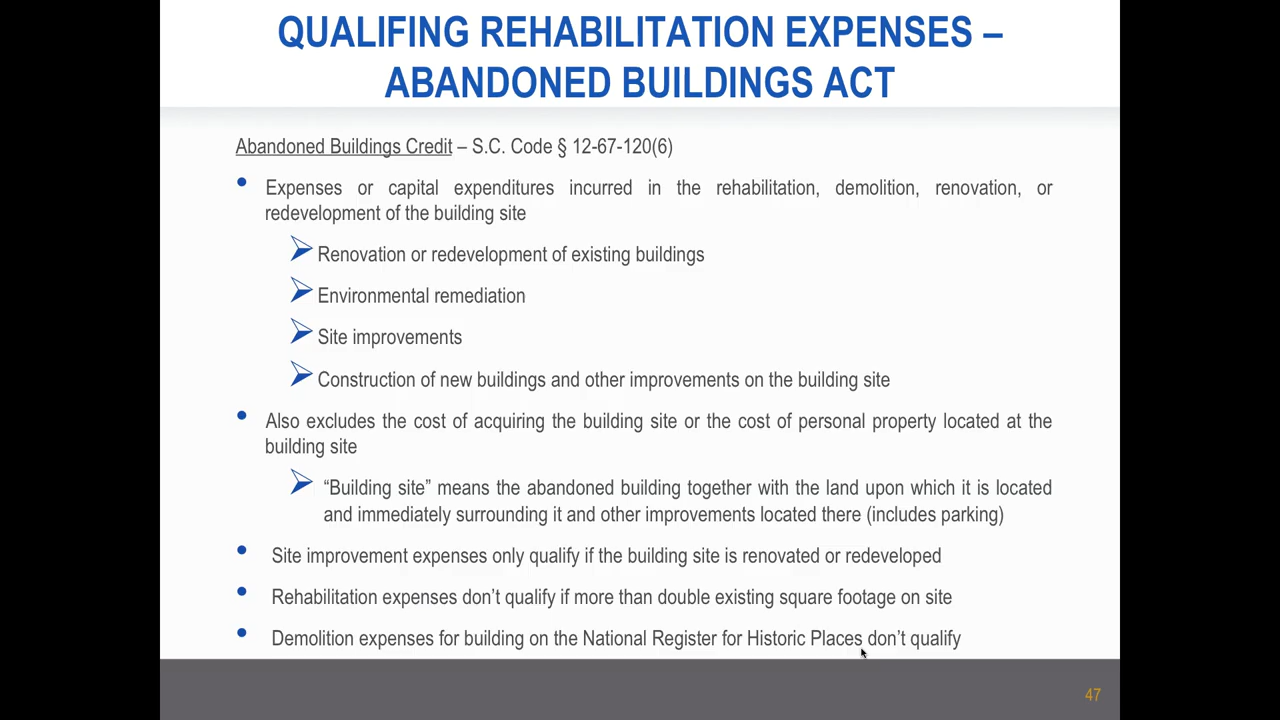 QUALIFING REHABILITATION EXPENSES –
ABANDONED BUILDINGS ACT
Abandoned Buildings Credit – S.C. Code § 12-67-120(6)
• Expenses or capital expenditures incurred in the rehabilitation, demolition, renovation, or
redevelopment of the building site
➢ Renovation or redevelopment of existing buildings
➢ Environmental remediation
➢ Site improvements
➢ Construction of new buildings and other improvements on the building site
• Also excludes the cost of acquiring the building site or the cost of personal property located at the
building site
➢ “Building site” means the abandoned building together with the land upon which it is located
and immediately surrounding it and other improvements located there (includes parking)
• Site improvement expenses only qualify if the building site is renovated or redeveloped
• Rehabilitation expenses don’t qualify if more than double existing square footage on site
• Demolition expenses for building on the National Register for Historic Places don’t qualify
47